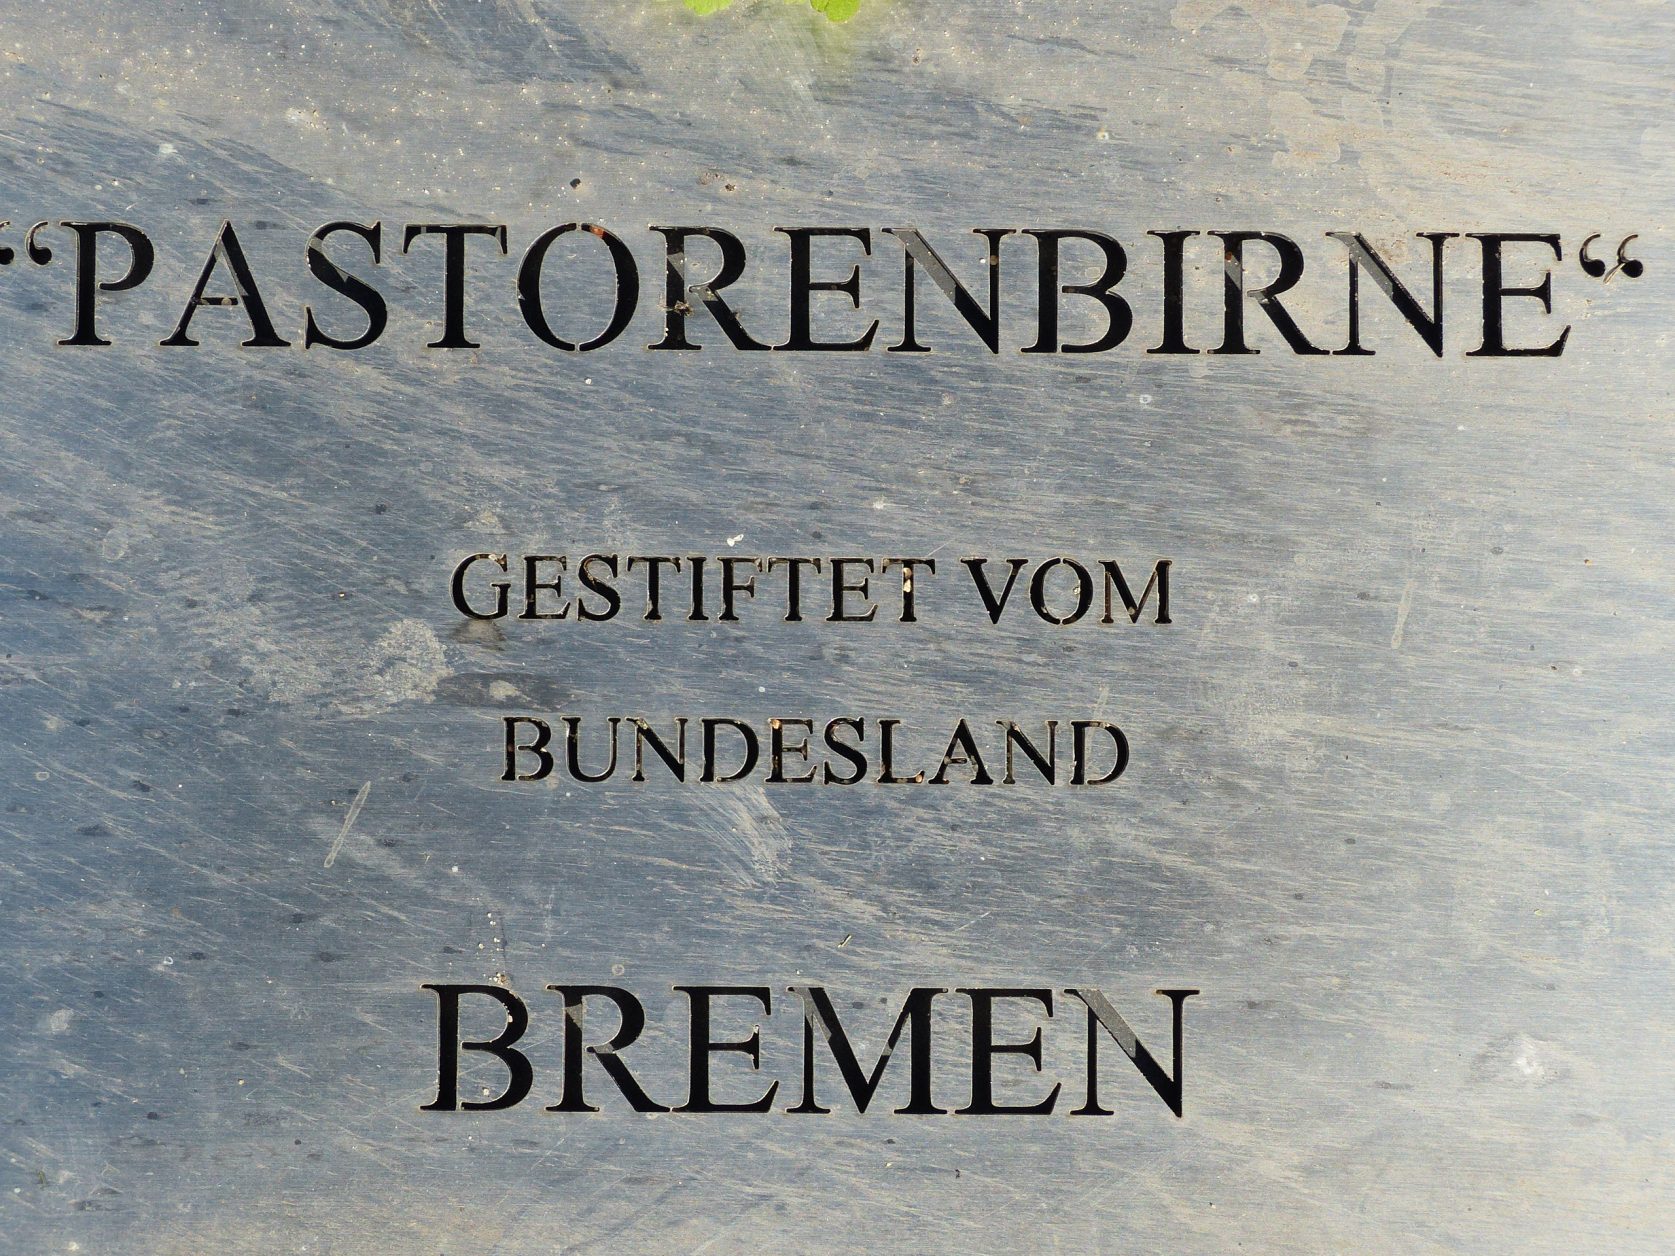 “PASTORENBIRNE“
GESTIFTET VOM
BUNDESLAND
BREMEN